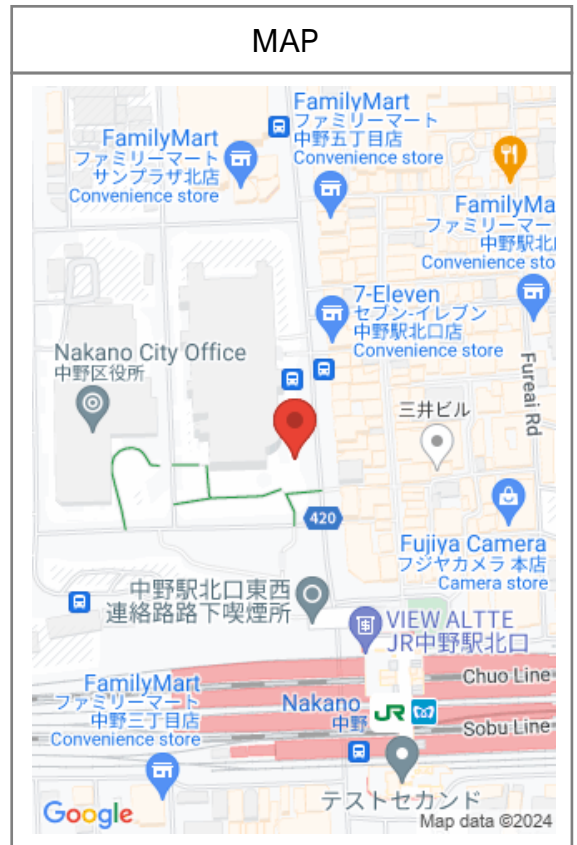 MAP
FamilyMart
ファミリーマート
中野五丁目店
Convenience store
FamilyMart
ファミリーマート
サンプラザ北店
Convenience store
FamilyMa
ファミリーマー
中野駅北
Convenience sto
7-Eleven
セブン-イレブン
中野駅北口店
Convenience store
Nakano City Office
中野区役所
Fureai Rd
三井ビル
420
Fujiya Camera
フジヤカメラ 本店
Camera store
中野駅北口東西
連絡路路下喫煙所
VIEW ALTTE
JR中野駅北口
Chuo Line
FamilyMart
ファミリーマート
中野三丁目店
Convenience store
Nakano
中野
JR
Sobu Line
テストセカンド
Google
Map data ©2024